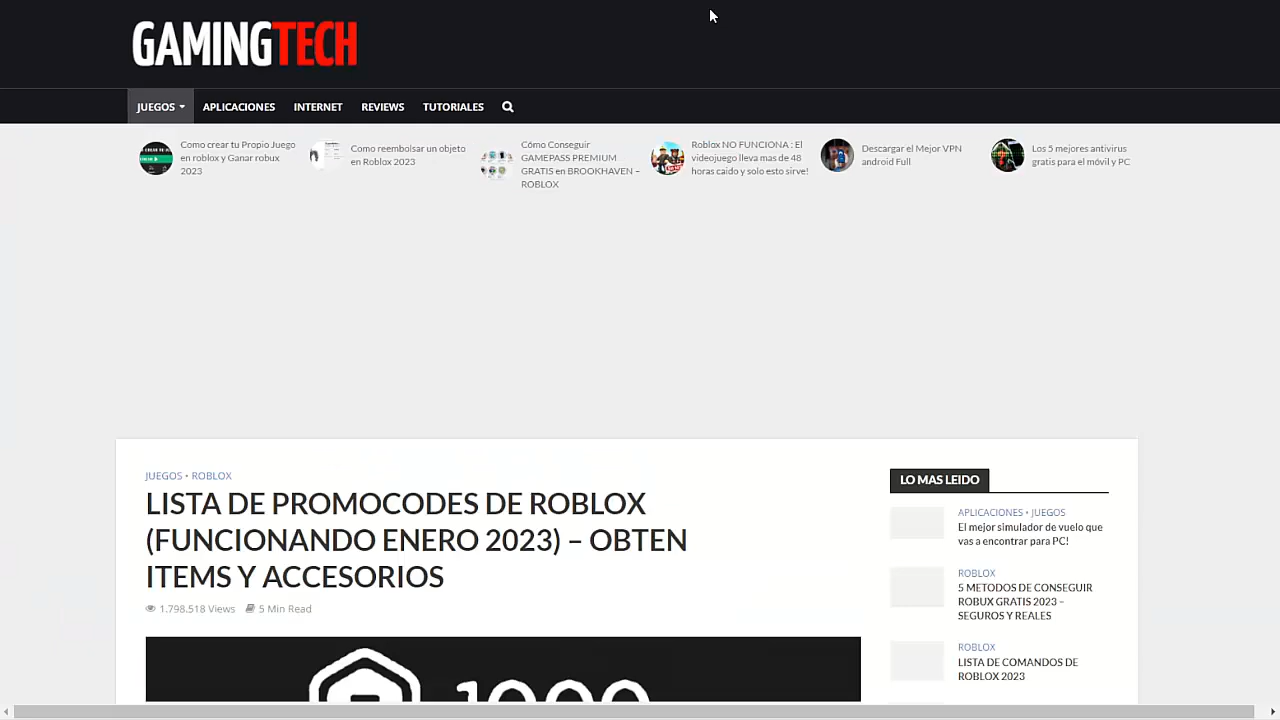 GAMINGTECH
JUEGOS
APLICACIONES
INTERNET
REVIEWS
TUTORIALES
Como crear tu Propio Juego
en roblox y Ganar robux
2023
Como reembolsar un objeto
en Roblox 2023
Cómo Conseguir
GAMEPASS PREMIUM
GRATIS en BROOKHAVEN –
ROBLOX
Roblox NO FUNCIONA : El
videojuego lleva mas de 48
horas caido y solo esto sirve!
Descargar el Mejor VPN
android Full
Los 5 mejores antivirus
gratis para el móvil y PC
JUEGOS • ROBLOX
LISTA DE PROMOCODES DE ROBLOX
(FUNCIONANDO ENERO 2023) – OBTEN
ITEMS Y ACCESORIOS
1.798.518 Views
5 Min Read
1000
LO MAS LEIDO
APLICACIONES • JUEGOS
El mejor simulador de vuelo que
vas a encontrar para PC!
ROBLOX
5 METODOS DE CONSEGUIR
ROBUX GRATIS 2023 –
SEGUROS Y REALES
ROBLOX
LISTA DE COMANDOS DE
ROBLOX 2023